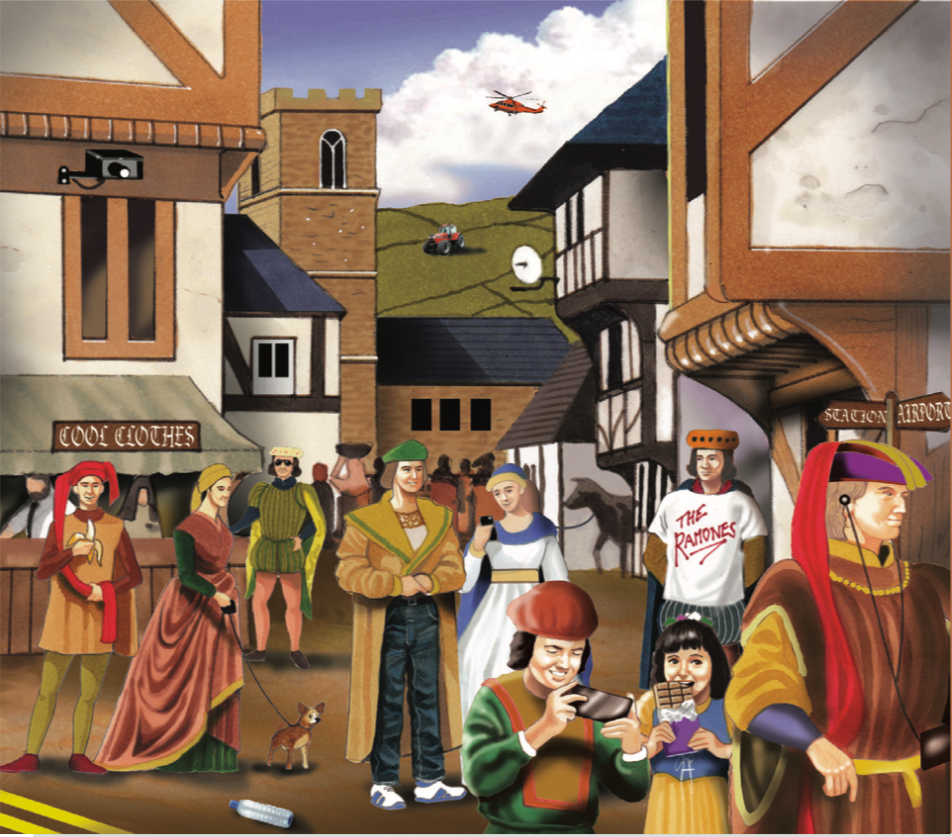 COOL CLOTHES
STATION
AIRPORT
THE
RAMONES